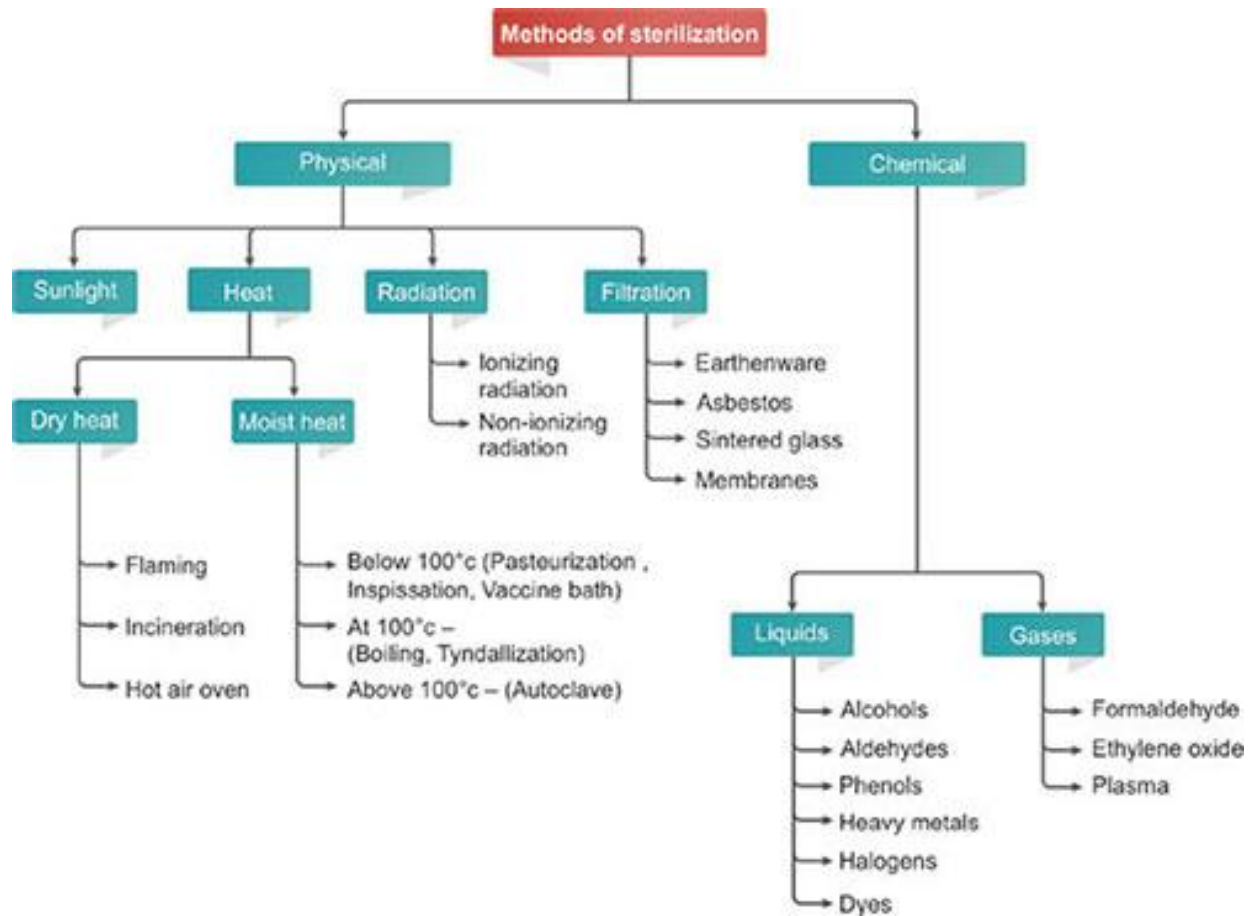 Methods of sterilization
Physical
Chemical
Sunlight
Heat
Radiation
Filtration
Ionizing
radiation
Non-ionizing
radiation
Earthenware
Asbestos
Sintered glass
Membranes
Dry heat
Moist heat
Flaming
Incineration
Hot air oven
Below 100°c (Pasteurization ,
Inspissation, Vaccine bath)
At 100°c –
(Boiling, Tyndallization)
Above 100°c – (Autoclave)
Liquids
Gases
Alcohols
Aldehydes
Phenols
Heavy metals
Halogens
Dyes
Formaldehyde
Ethylene oxide
Plasma